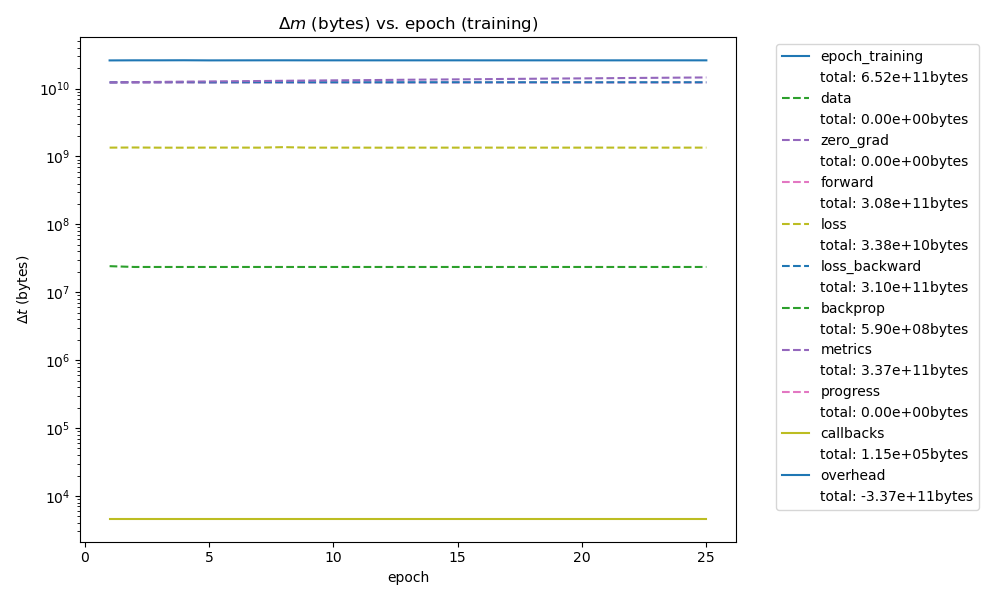 Δm (bytes) vs. epoch (training)
Δt (bytes)
10^10
10^9
10^8
10^7
10^6
10^5
10^4
0 5 10 15 20 25
epoch
epoch_training
total: 6.52e+11bytes
data
total: 0.00e+00bytes
zero_grad
total: 0.00e+00bytes
forward
total: 3.08e+11bytes
loss
total: 3.38e+10bytes
loss_backward
total: 3.10e+11bytes
backprop
total: 5.90e+08bytes
metrics
total: 3.37e+11bytes
progress
total: 0.00e+00bytes
callbacks
total: 1.15e+05bytes
overhead
total: -3.37e+11bytes